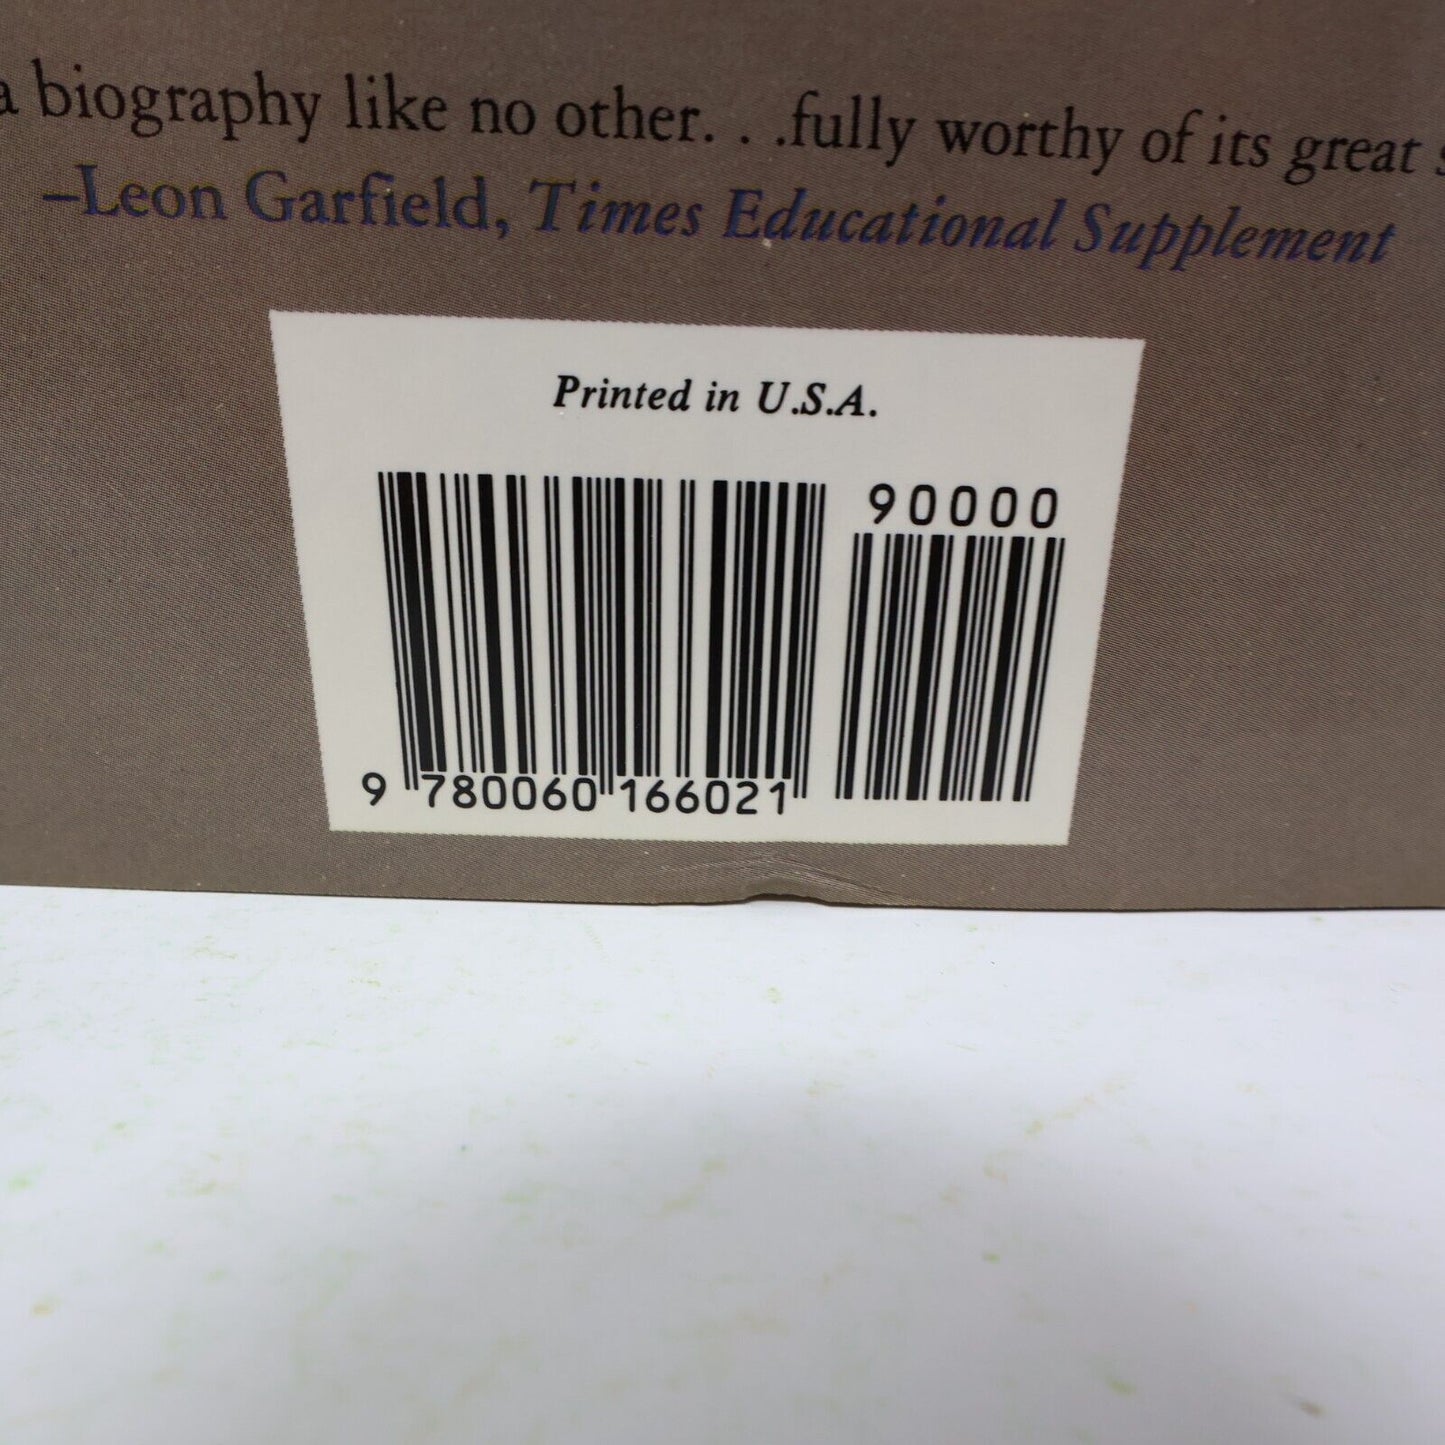 a biography like no other. . .fully worthy of its great
–Leon Garfield, Times Educational Supplement
Printed in U.S.A.
90000
9 780060 166021